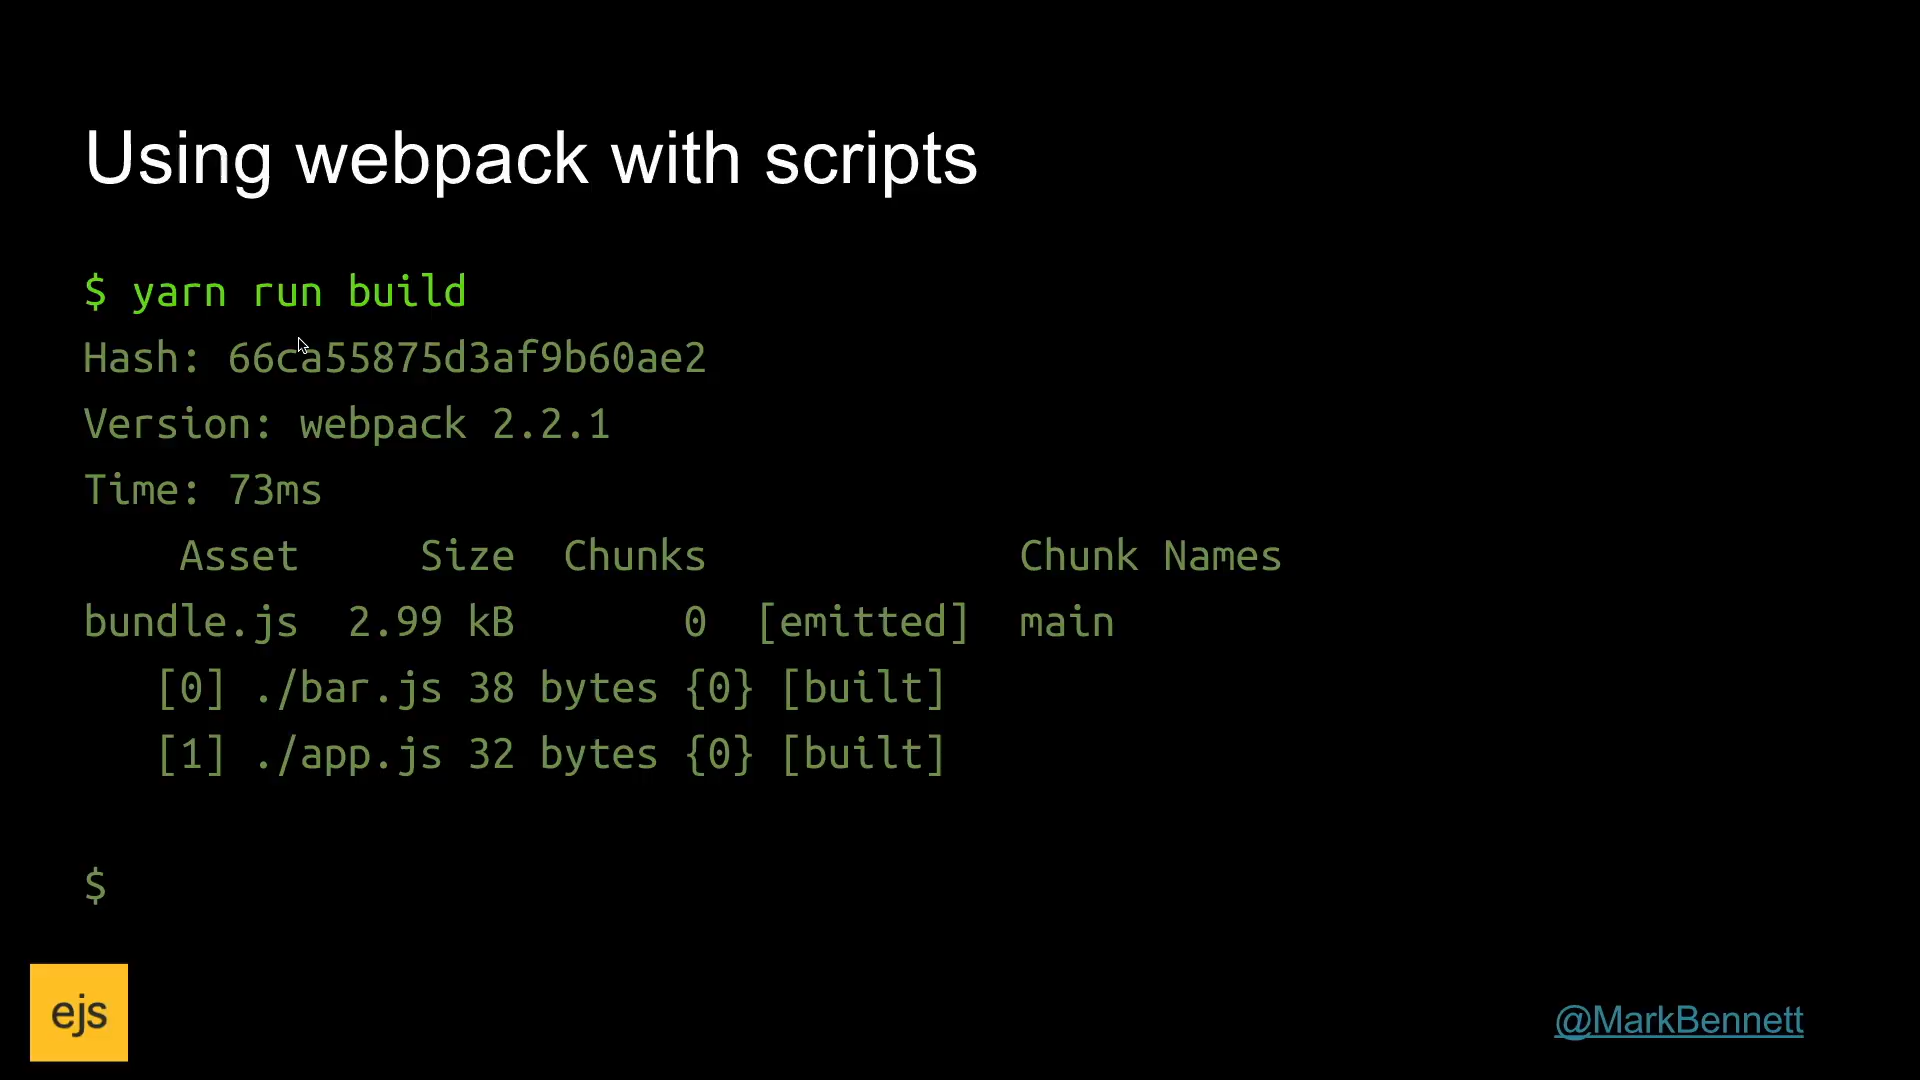 Using webpack with scripts
$ yarn run build
Hash: 66ca55875d3af9b60ae2
Version: webpack 2.2.1
Time: 73ms
    Asset     Size  Chunks             Chunk Names
bundle.js  2.99 kB       0  [emitted]  main
   [0] ./bar.js 38 bytes {0} [built]
   [1] ./app.js 32 bytes {0} [built]
$
ejs
@MarkBennett